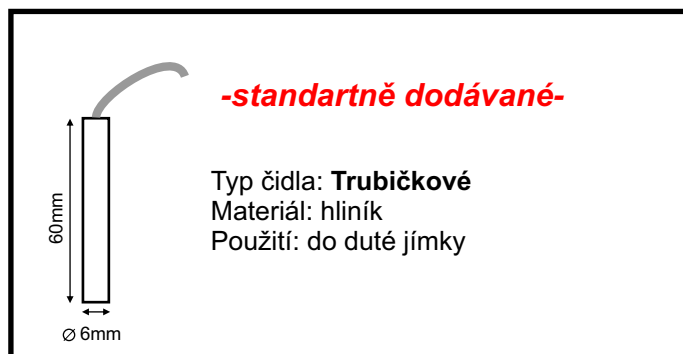 -standartně dodávané-
Typ čidla: Trubičkové
Materiál: hliník
Použití: do duté jímky
60mm
⌀ 6mm